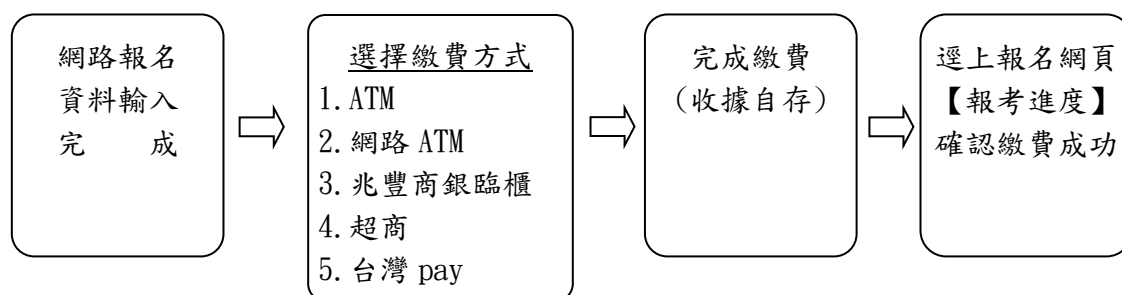 網路報名
資料輸入
完 成
選擇繳費方式
1. ATM
2. 網路 ATM
3. 兆豐商銀臨櫃
4. 超商
5. 台灣 pay
完成繳費
(收據自存)
逕上報名網頁
【報考進度】
確認繳費成功